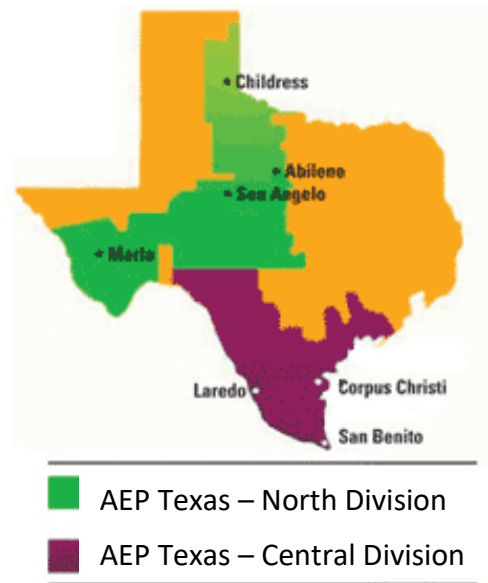 Childress
Abilene
San Angelo
Marfa
Laredo
Corpus Christi
San Benito
AEP Texas – North Division
AEP Texas – Central Division